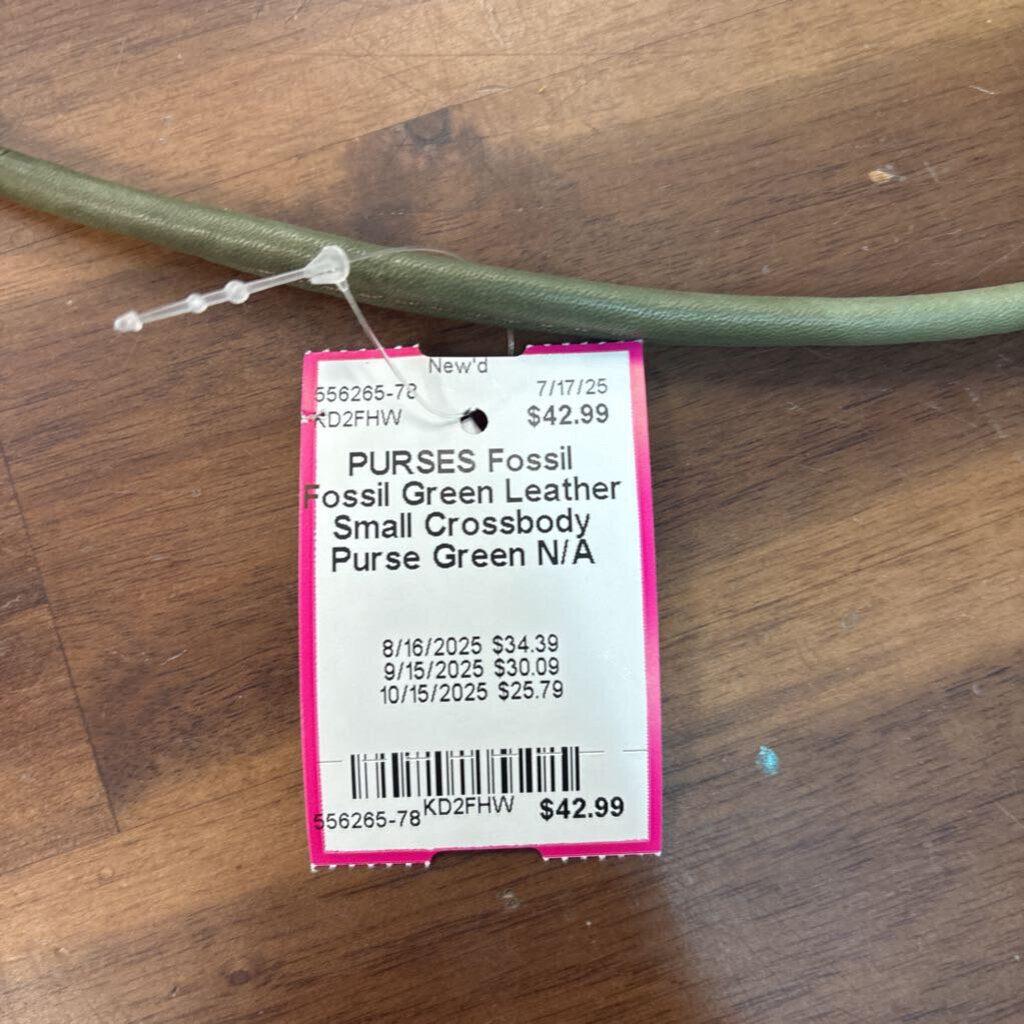 New'd
556265-78 7/17/25
KD2FHW $42.99
PURSES Fossil
Fossil Green Leather
Small Crossbody
Purse Green N/A
8/16/2025 $34.39
9/15/2025 $30.09
10/15/2025 $25.79
556265-78 KD2FHW $42.99